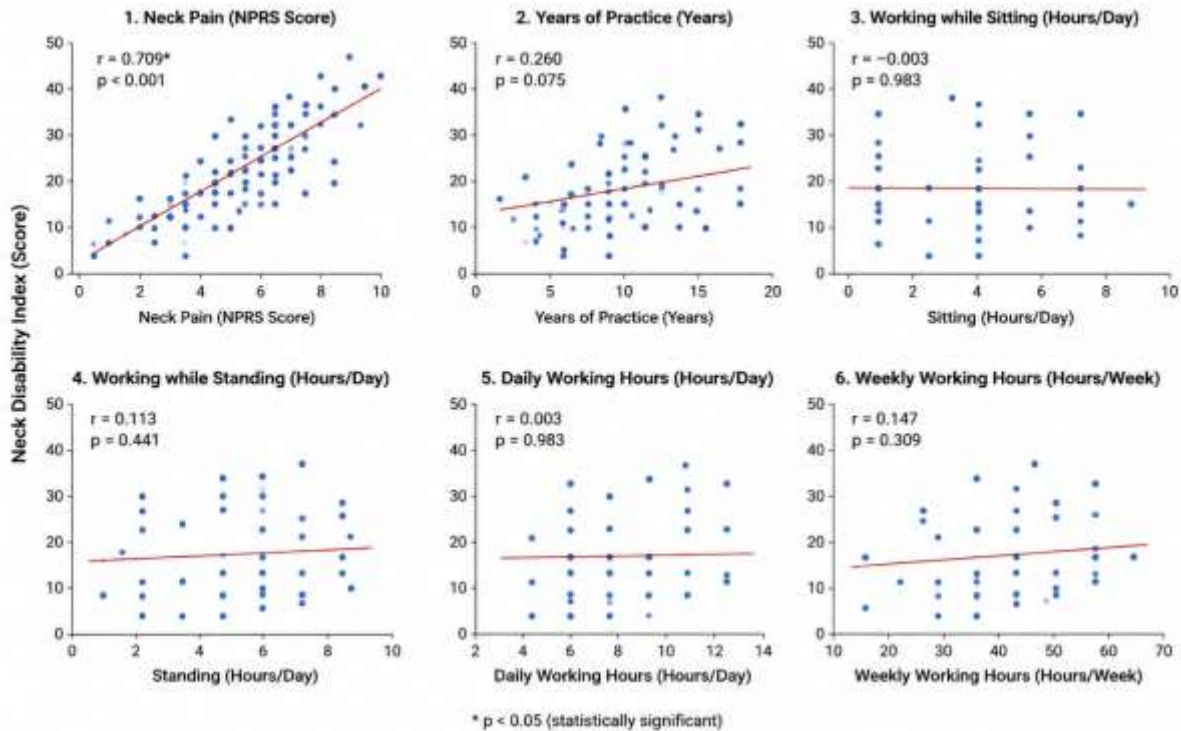 1. Neck Pain (NPRS Score)
r = 0.709*
p < 0.001
50
40
30
20
10
0
0 2 4 6 8 10
Neck Pain (NPRS Score)
2. Years of Practice (Years)
r = 0.260
p = 0.075
50
40
30
20
10
0
0 5 10 15 20
Years of Practice (Years)
3. Working while Sitting (Hours/Day)
r = −0.003
p = 0.983
50
40
30
20
10
0
0 2 4 6 8 10
Sitting (Hours/Day)
Neck Disability Index (Score)
4. Working while Standing (Hours/Day)
r = 0.113
p = 0.441
50
40
30
20
10
0
0 2 4 6 8 10
Standing (Hours/Day)
5. Daily Working Hours (Hours/Day)
r = 0.003
p = 0.983
50
40
30
20
10
0
2 4 6 8 10 12 14
Daily Working Hours (Hours/Day)
6. Weekly Working Hours (Hours/Week)
r = 0.147
p = 0.309
50
40
30
20
10
0
10 20 30 40 50 60 70
Weekly Working Hours (Hours/Week)
* p < 0.05 (statistically significant)